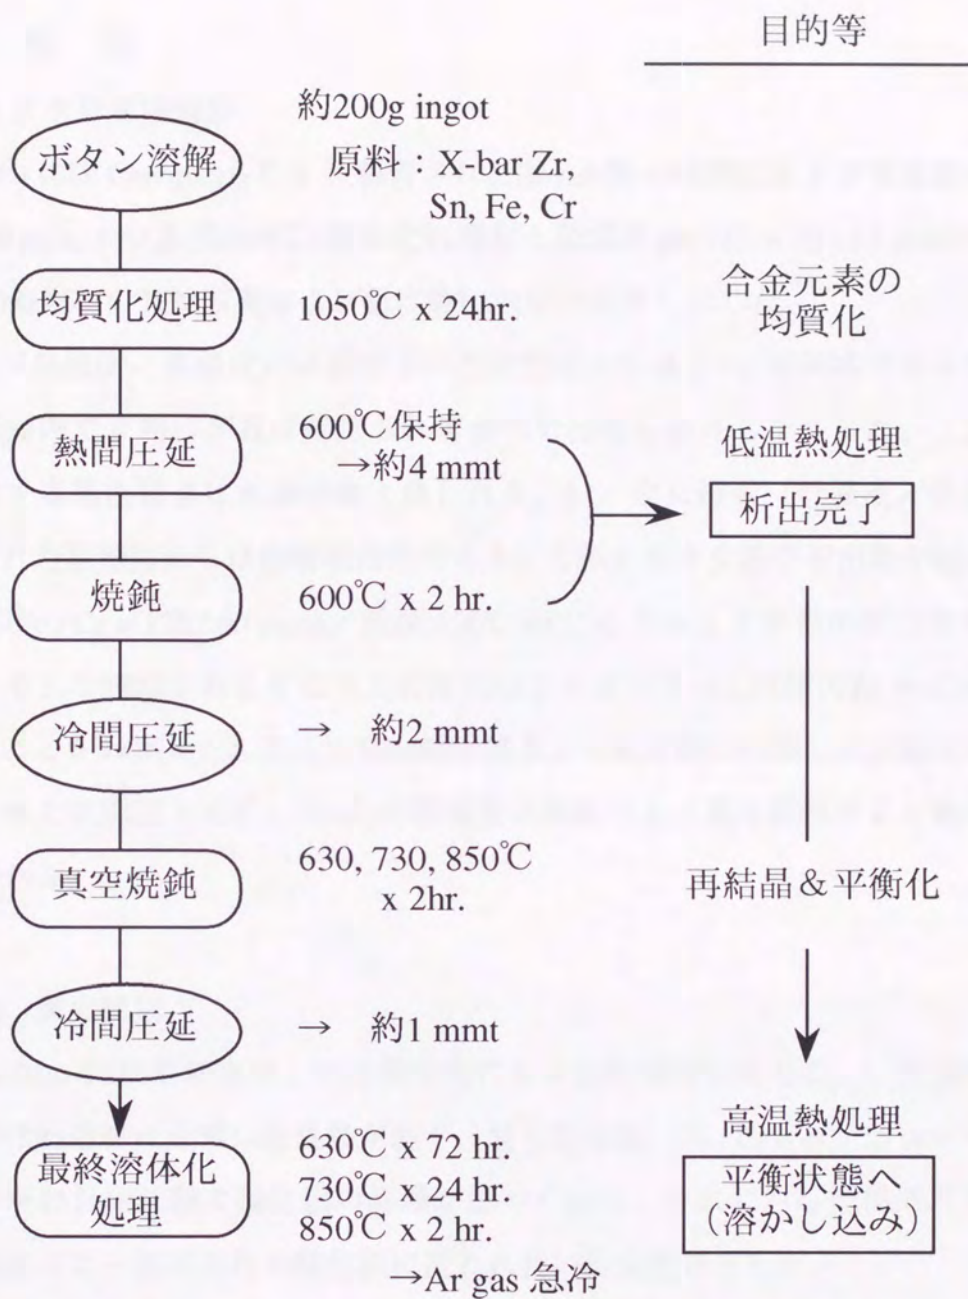 目的等
約200g ingot
ボタン溶解
原料：X-bar Zr,
Sn, Fe, Cr
均質化処理
1050℃ x 24hr.
合金元素の
均質化
熱間圧延
600℃保持
→約4 mmt
低温熱処理
析出完了
焼鈍
600℃ x 2 hr.
冷間圧延
→ 約2 mmt
真空焼鈍
630, 730, 850℃
x 2hr.
再結晶＆平衡化
冷間圧延
→ 約1 mmt
最終溶体化
処理
630℃ x 72 hr.
730℃ x 24 hr.
850℃ x 2 hr.
→Ar gas 急冷
高温熱処理
平衡状態へ
（溶かし込み）